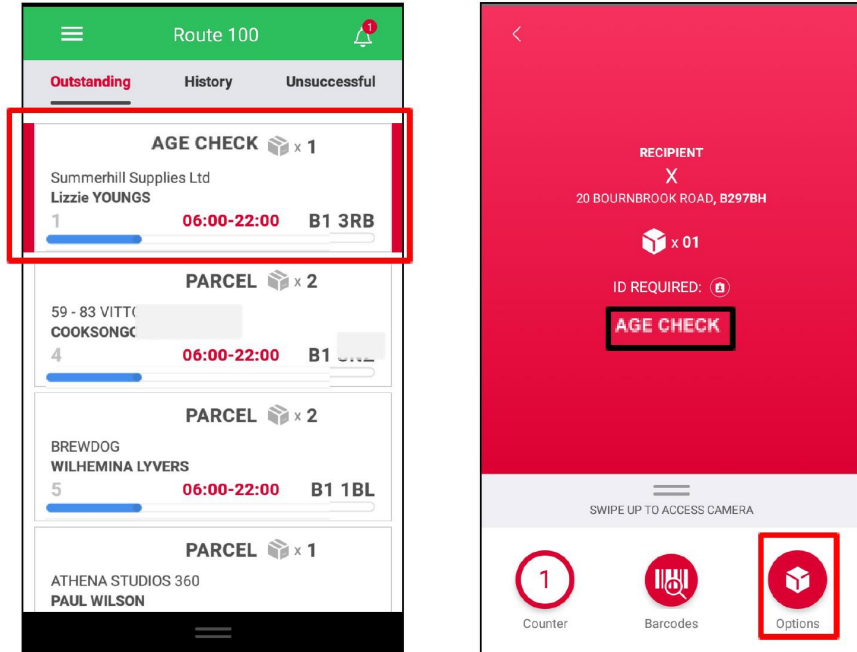 Route 100
1
Outstanding History Unsuccessful
AGE CHECK x 1
Summerhill Supplies Ltd
Lizzie YOUNGS
1 06:00-22:00 B1 3RB
PARCEL x 2
59 - 83
COOKSONGO
4 06:00-22:00 B1
PARCEL x 2
BREWDOG
WILHEMINA LYVERS
5 06:00-22:00 B1 1BL
PARCEL x 1
ATHENA STUDIOS 360
PAUL WILSON
RECIPIENT
X
20 BOURNBROOK ROAD, B297BH
x 01
ID REQUIRED:
AGE CHECK
SWIPE UP TO ACCESS CAMERA
1
Counter Barcodes Options